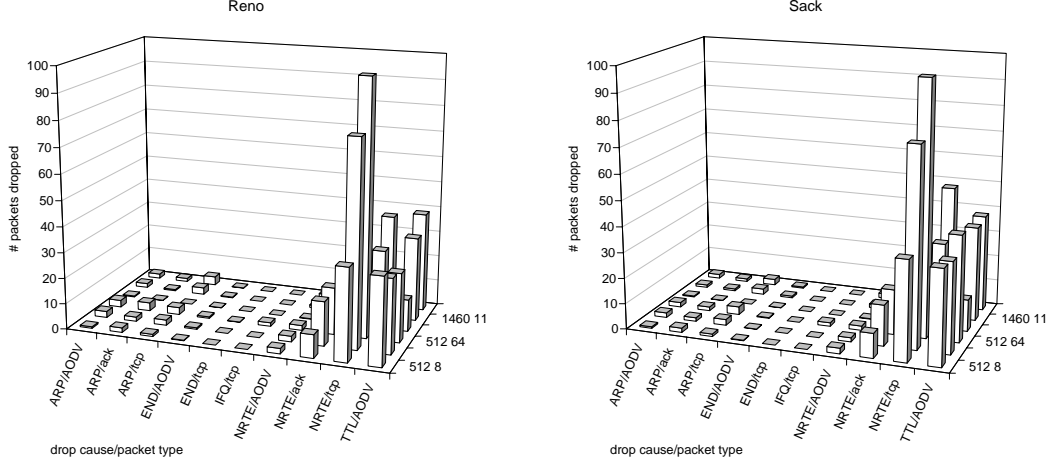 Reno
# packets dropped
100
90
80
70
60
50
40
30
20
10
0
ARP/AODV
ARP/ack
ARP/tcp
END/AODV
END/tcp
IFQ/tcp
NRTE/AODV
NRTE/ack
NRTE/tcp
TTL/AODV
512 8
512 64
1460 11
drop cause/packet type
Sack
# packets dropped
100
90
80
70
60
50
40
30
20
10
0
ARP/AODV
ARP/ack
ARP/tcp
END/AODV
END/tcp
IFQ/tcp
NRTE/AODV
NRTE/ack
NRTE/tcp
TTL/AODV
512 8
512 64
1460 11
drop cause/packet type